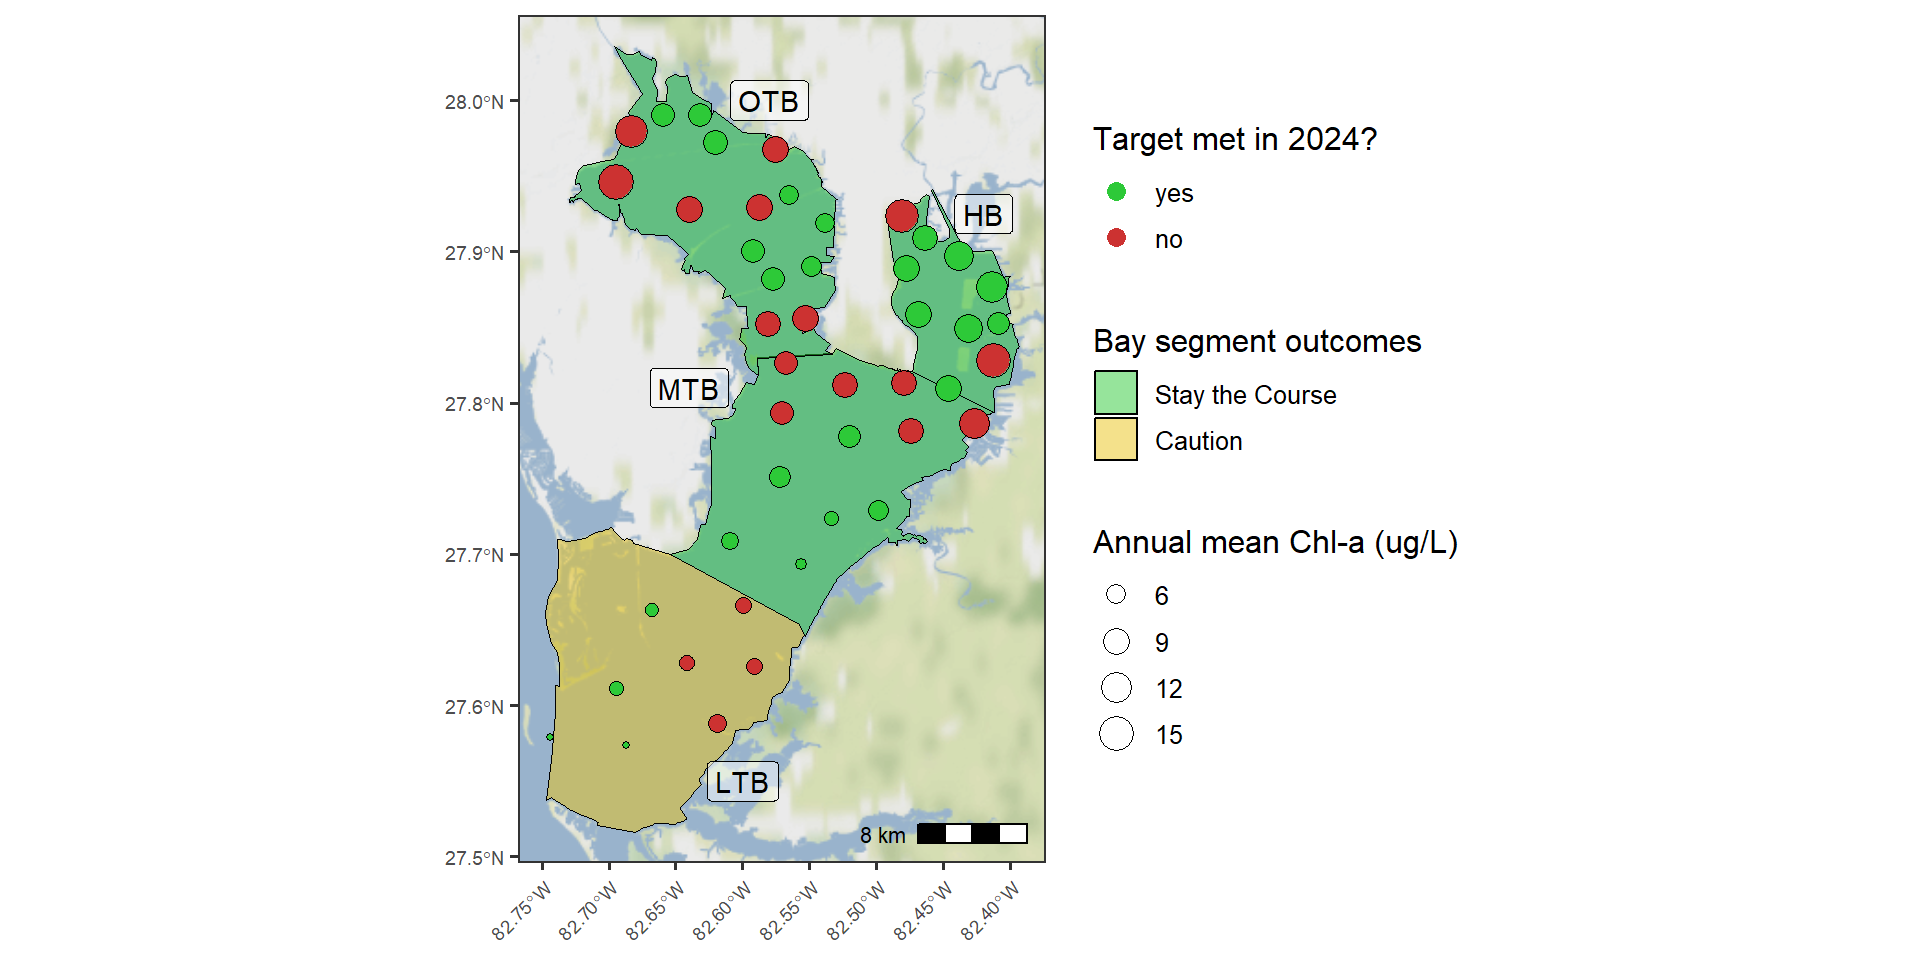 OTB
HB
MTB
LTB
8 km
28.0°N
27.9°N
27.8°N
27.7°N
27.6°N
27.5°N
82.75°W
82.70°W
82.65°W
82.60°W
82.55°W
82.50°W
82.45°W
82.40°W
Target met in 2024?
yes
no
Bay segment outcomes
Stay the Course
Caution
Annual mean Chl-a (ug/L)
6
9
12
15